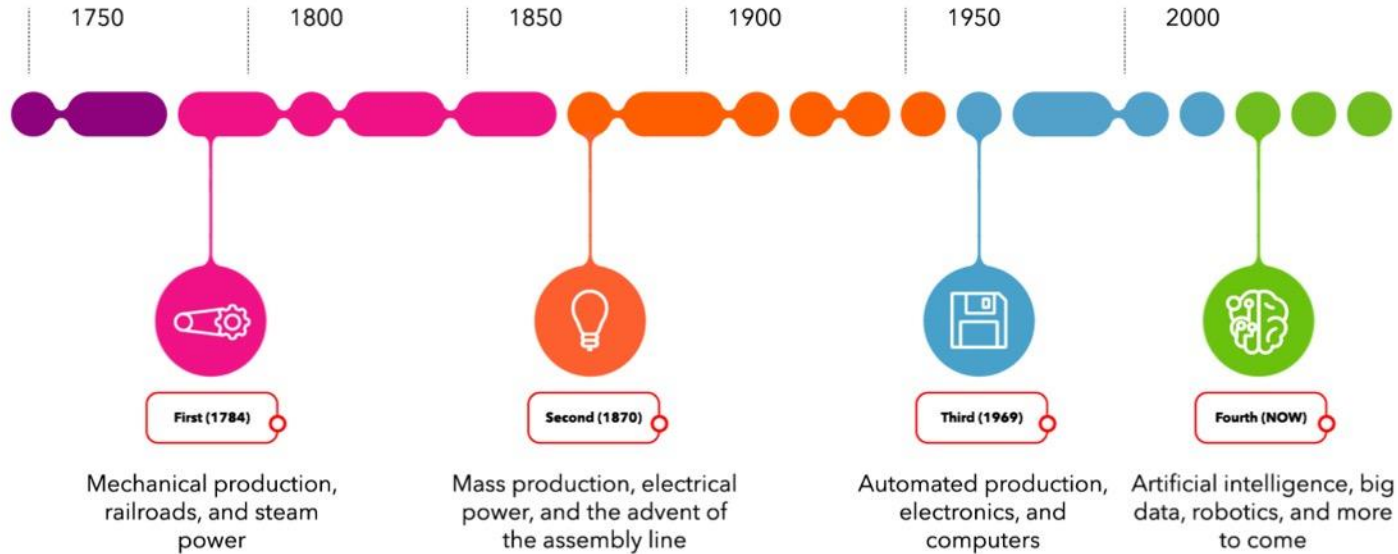 1750 1800 1850 1900 1950 2000
First (1784)
Mechanical production,
railroads, and steam
power
Second (1870)
Mass production, electrical
power, and the advent of
the assembly line
Third (1969)
Automated production,
electronics, and
computers
Fourth (NOW)
Artificial intelligence, big
data, robotics, and more
to come